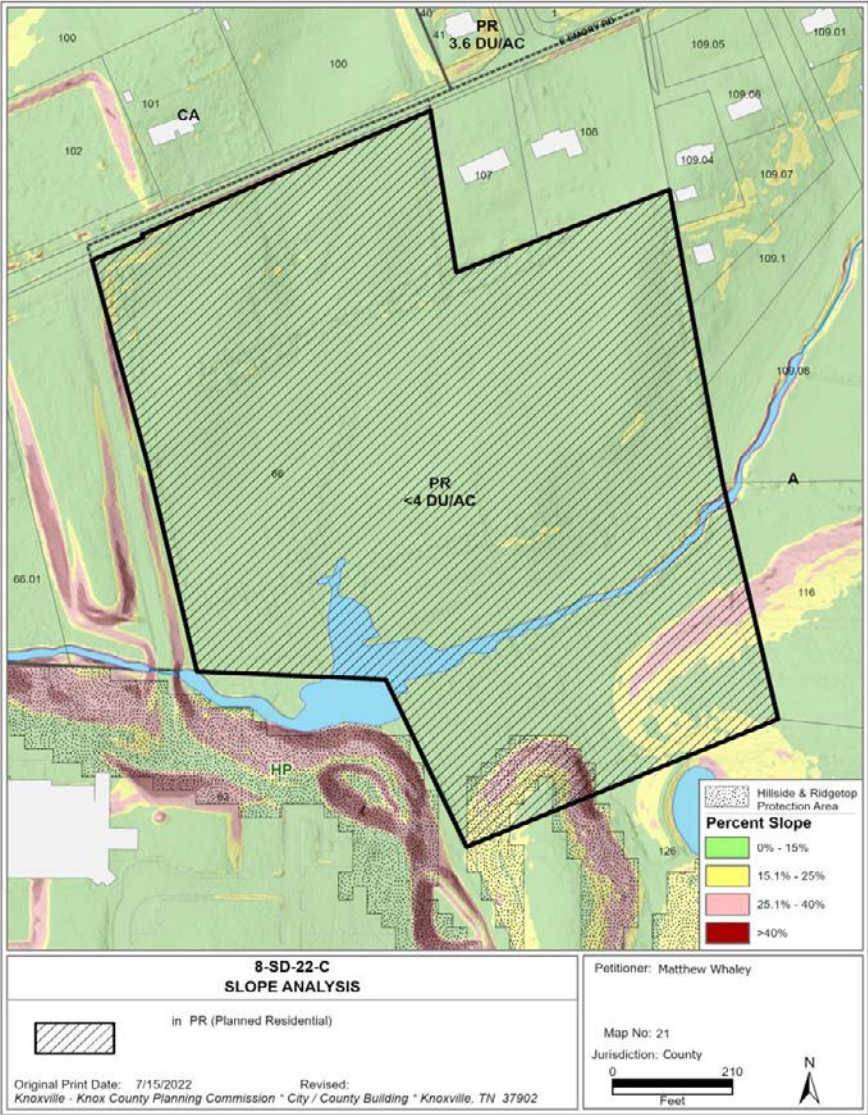 40
1
PR
3.6 DU/AC
41
E EMORY RD
109.01
100
109.05
100
109.06
101
CA
108
102
109.04
107
109.07
109.1
109.08
66
PR
<4 DU/AC
A
66.01
116
HP
63
126
Hillside & Ridgetop
Protection Area
Percent Slope
0% - 15%
15.1% - 25%
25.1% - 40%
>40%
8-SD-22-C
SLOPE ANALYSIS
in PR (Planned Residential)
Original Print Date: 7/15/2022 Revised:
Knoxville - Knox County Planning Commission * City / County Building * Knoxville, TN 37902
Petitioner: Matthew Whaley
Map No: 21
Jurisdiction: County
0 210
Feet
N